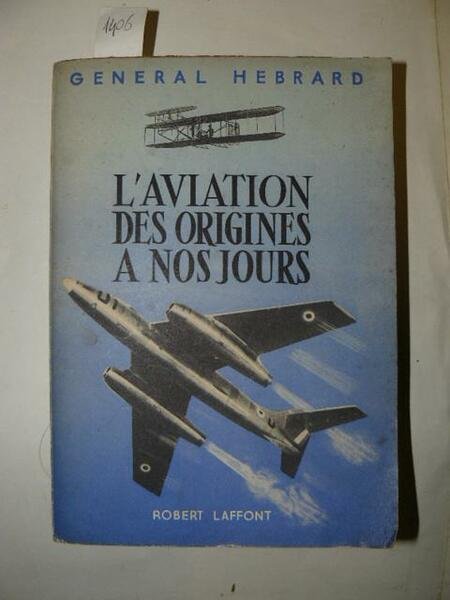 1406
GENERAL HEBRARD
L'AVIATION
DES ORIGINES
A NOS JOURS
ROBERT LAFFONT